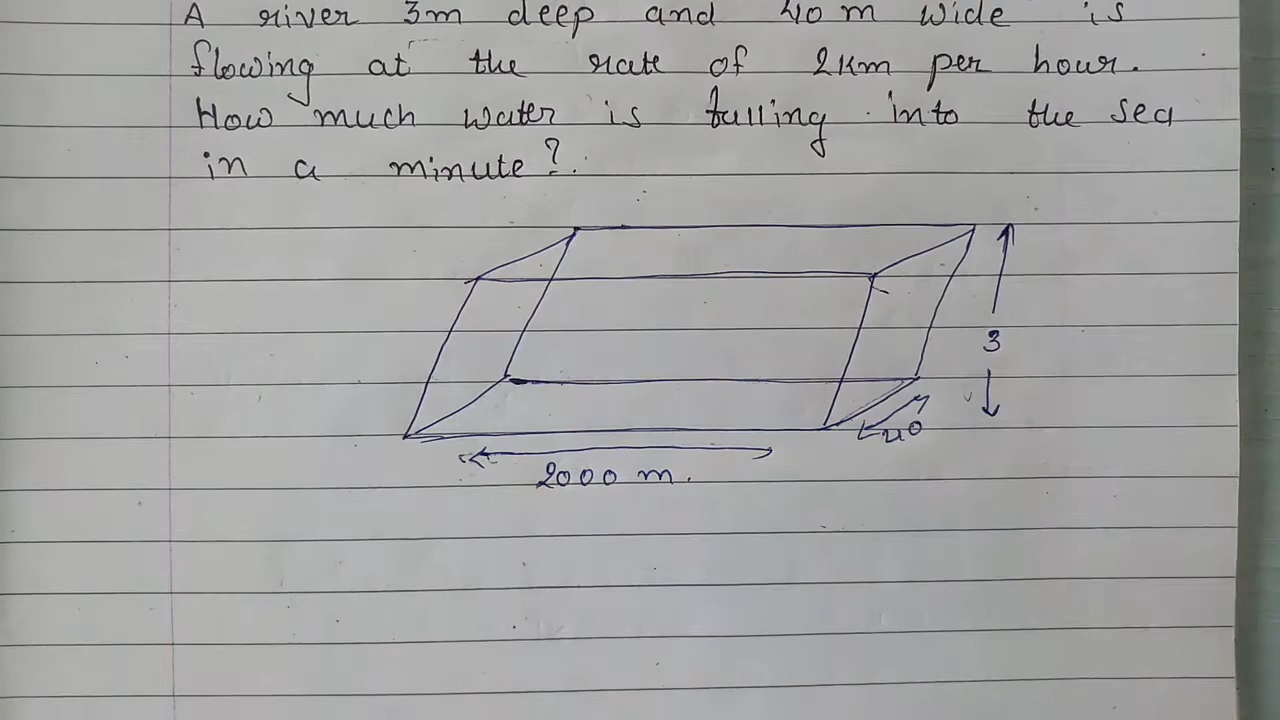 A river 3m deep and 40 m wide is
flowing at the rate of 2km per hour.
How much water is falling into the sea
in a minute?
3
40
2000 m.